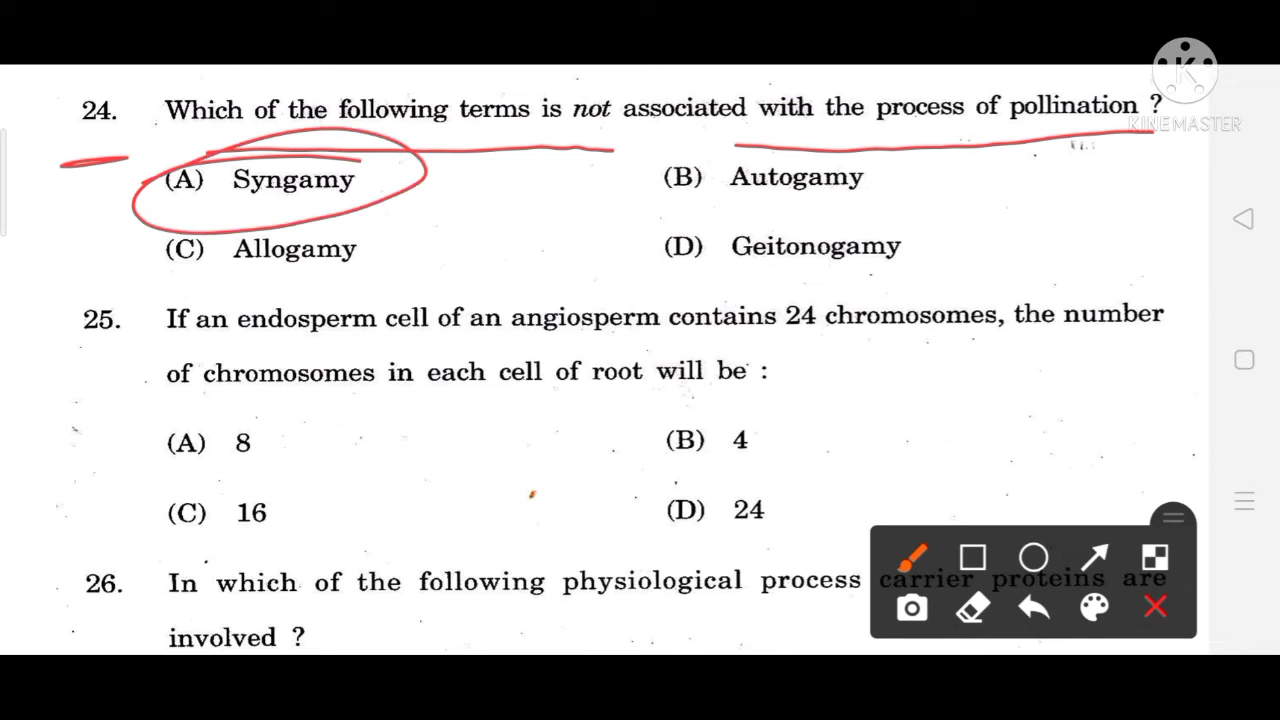 24. Which of the following terms is not associated with the process of pollination ?
KINEMASTER
(A) Syngamy (B) Autogamy
(C) Allogamy (D) Geitonogamy
25. If an endosperm cell of an angiosperm contains 24 chromosomes, the number
of chromosomes in each cell of root will be :
(A) 8 (B) 4
(C) 16 (D) 24
26. In which of the following physiological process carrier proteins are
involved ?